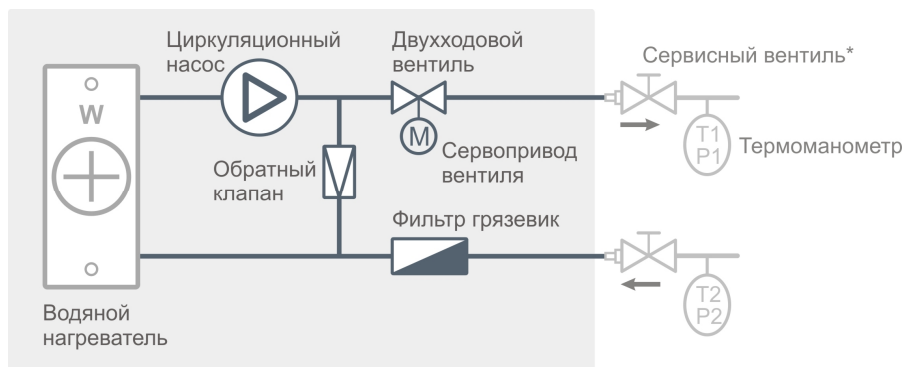 Циркуляционный
насос
Двухходовой
вентиль
Сервисный вентиль*
W
M
T1
P1
Термоманометр
Сервопривод
вентиля
Обратный
клапан
Фильтр грязевик
T2
P2
Водяной
нагреватель